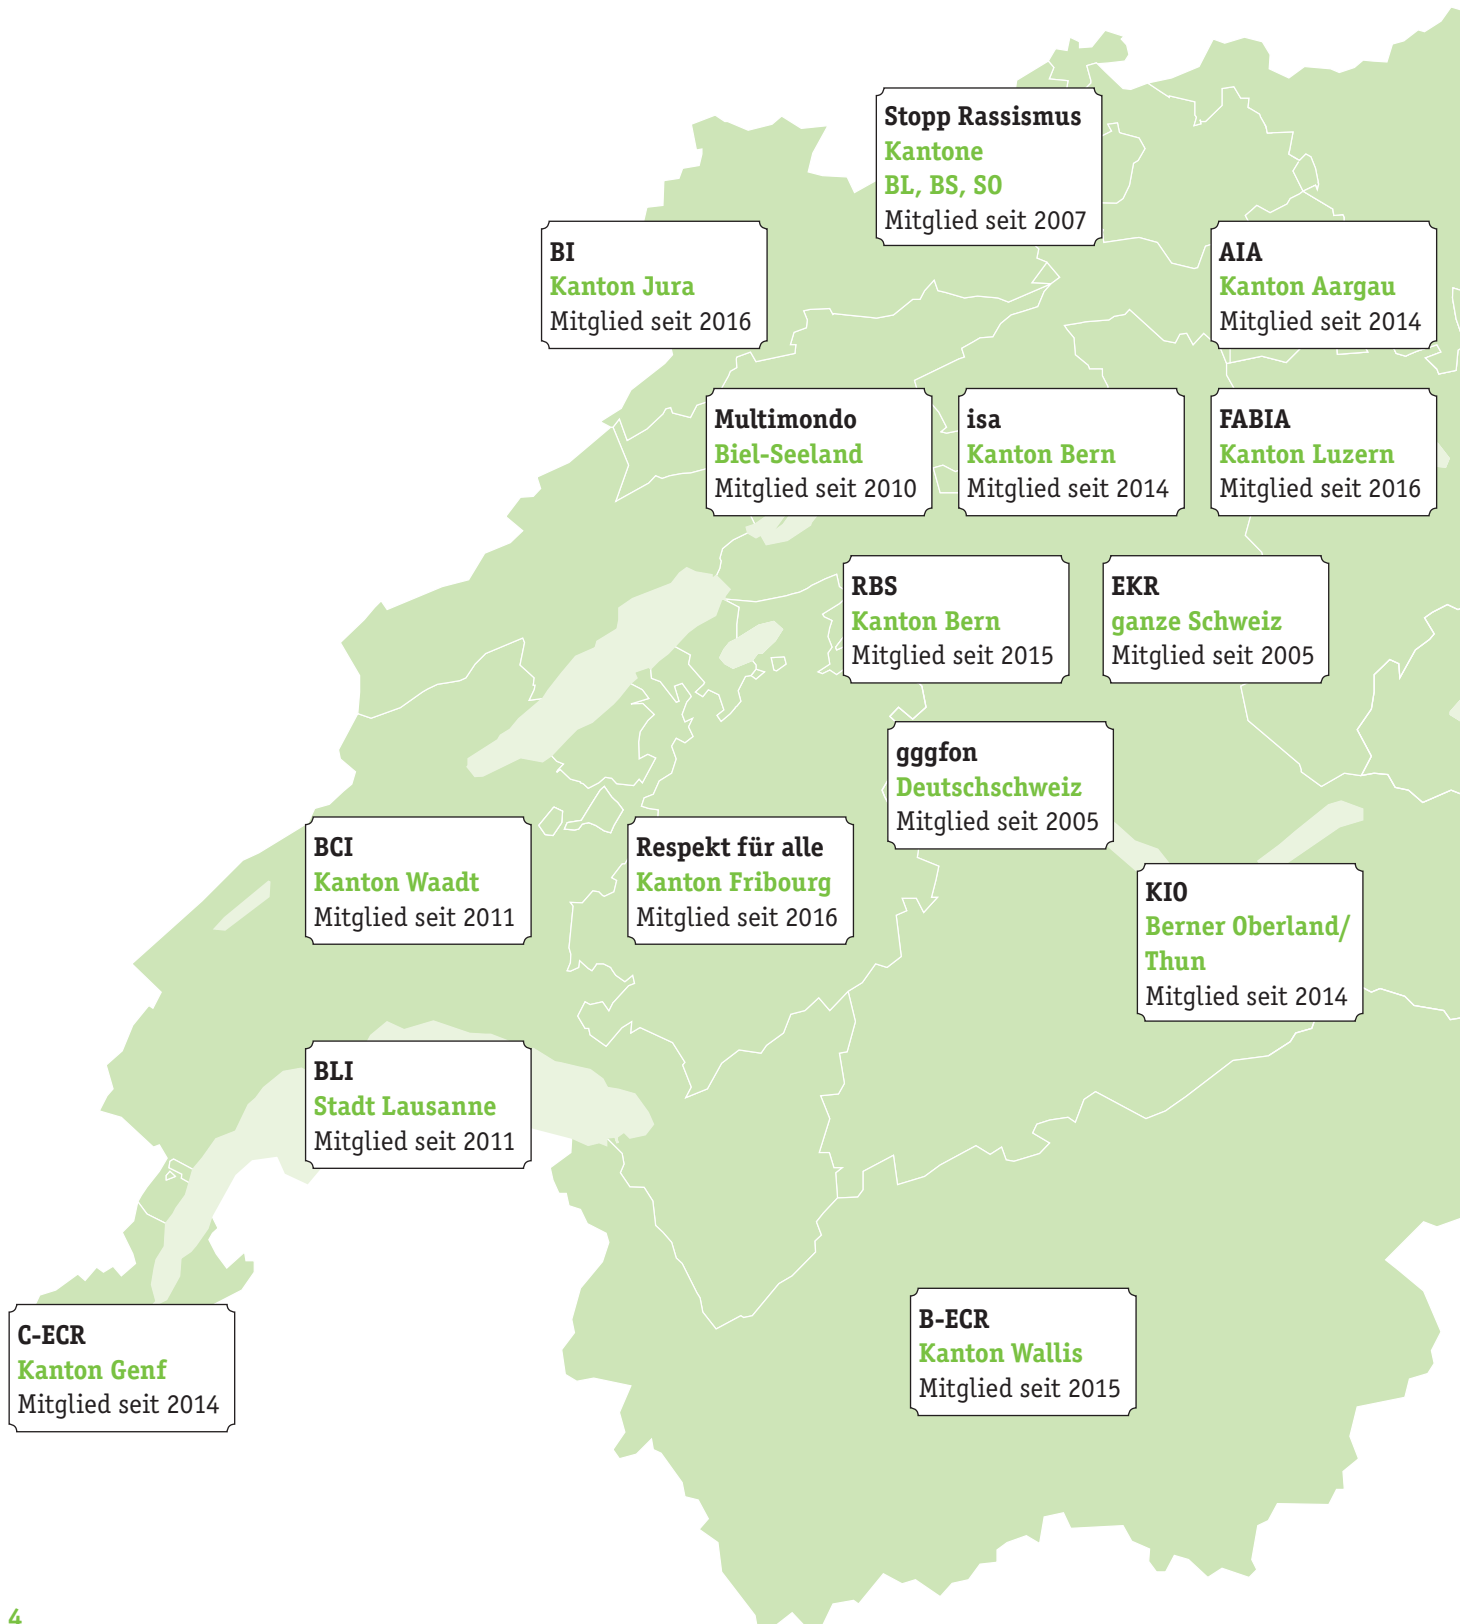 Stopp Rassismus
Kantone
BL, BS, SO
Mitglied seit 2007
BI
Kanton Jura
Mitglied seit 2016
AIA
Kanton Aargau
Mitglied seit 2014
Multimondo
Biel-Seeland
Mitglied seit 2010
isa
Kanton Bern
Mitglied seit 2014
FABIA
Kanton Luzern
Mitglied seit 2016
RBS
Kanton Bern
Mitglied seit 2015
EKR
ganze Schweiz
Mitglied seit 2005
gggfon
Deutschschweiz
Mitglied seit 2005
BCI
Kanton Waadt
Mitglied seit 2011
Respekt für alle
Kanton Fribourg
Mitglied seit 2016
KIO
Berner Oberland/
Thun
Mitglied seit 2014
BLI
Stadt Lausanne
Mitglied seit 2011
C-ECR
Kanton Genf
Mitglied seit 2014
B-ECR
Kanton Wallis
Mitglied seit 2015
4